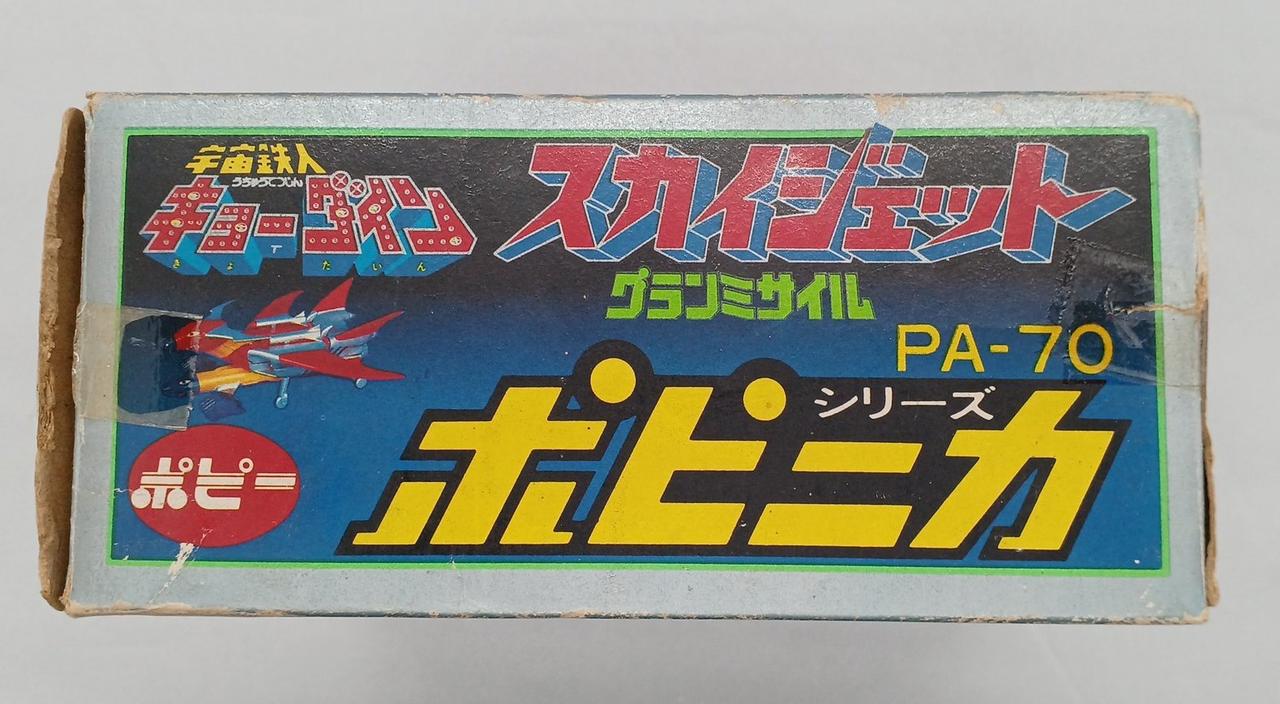 宇宙鉄人
うちゅうてつじん
キョーダイン
きょうだいん
スカイジェット
グランミサイル
PA-70
ポピニカ
シリーズ
ポピー